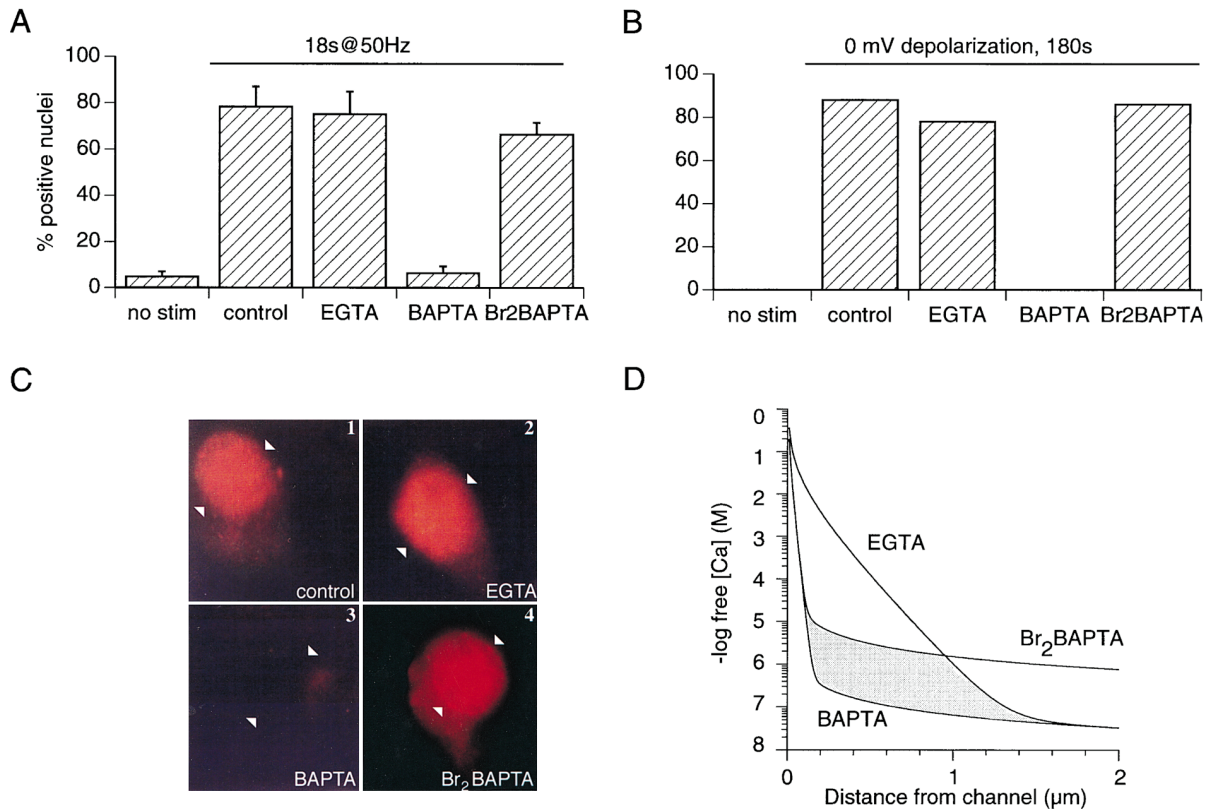 A
18s@50Hz
% positive nuclei
100
80
60
40
20
0
no stim
control
EGTA
BAPTA
Br2BAPTA
B
0 mV depolarization, 180s
100
80
60
40
20
0
no stim
control
EGTA
BAPTA
Br2BAPTA
C
1
control
2
EGTA
3
BAPTA
4
Br2BAPTA
D
-log free [Ca] (M)
0
1
2
3
4
5
6
7
8
EGTA
Br2BAPTA
BAPTA
0
1
2
Distance from channel (µm)